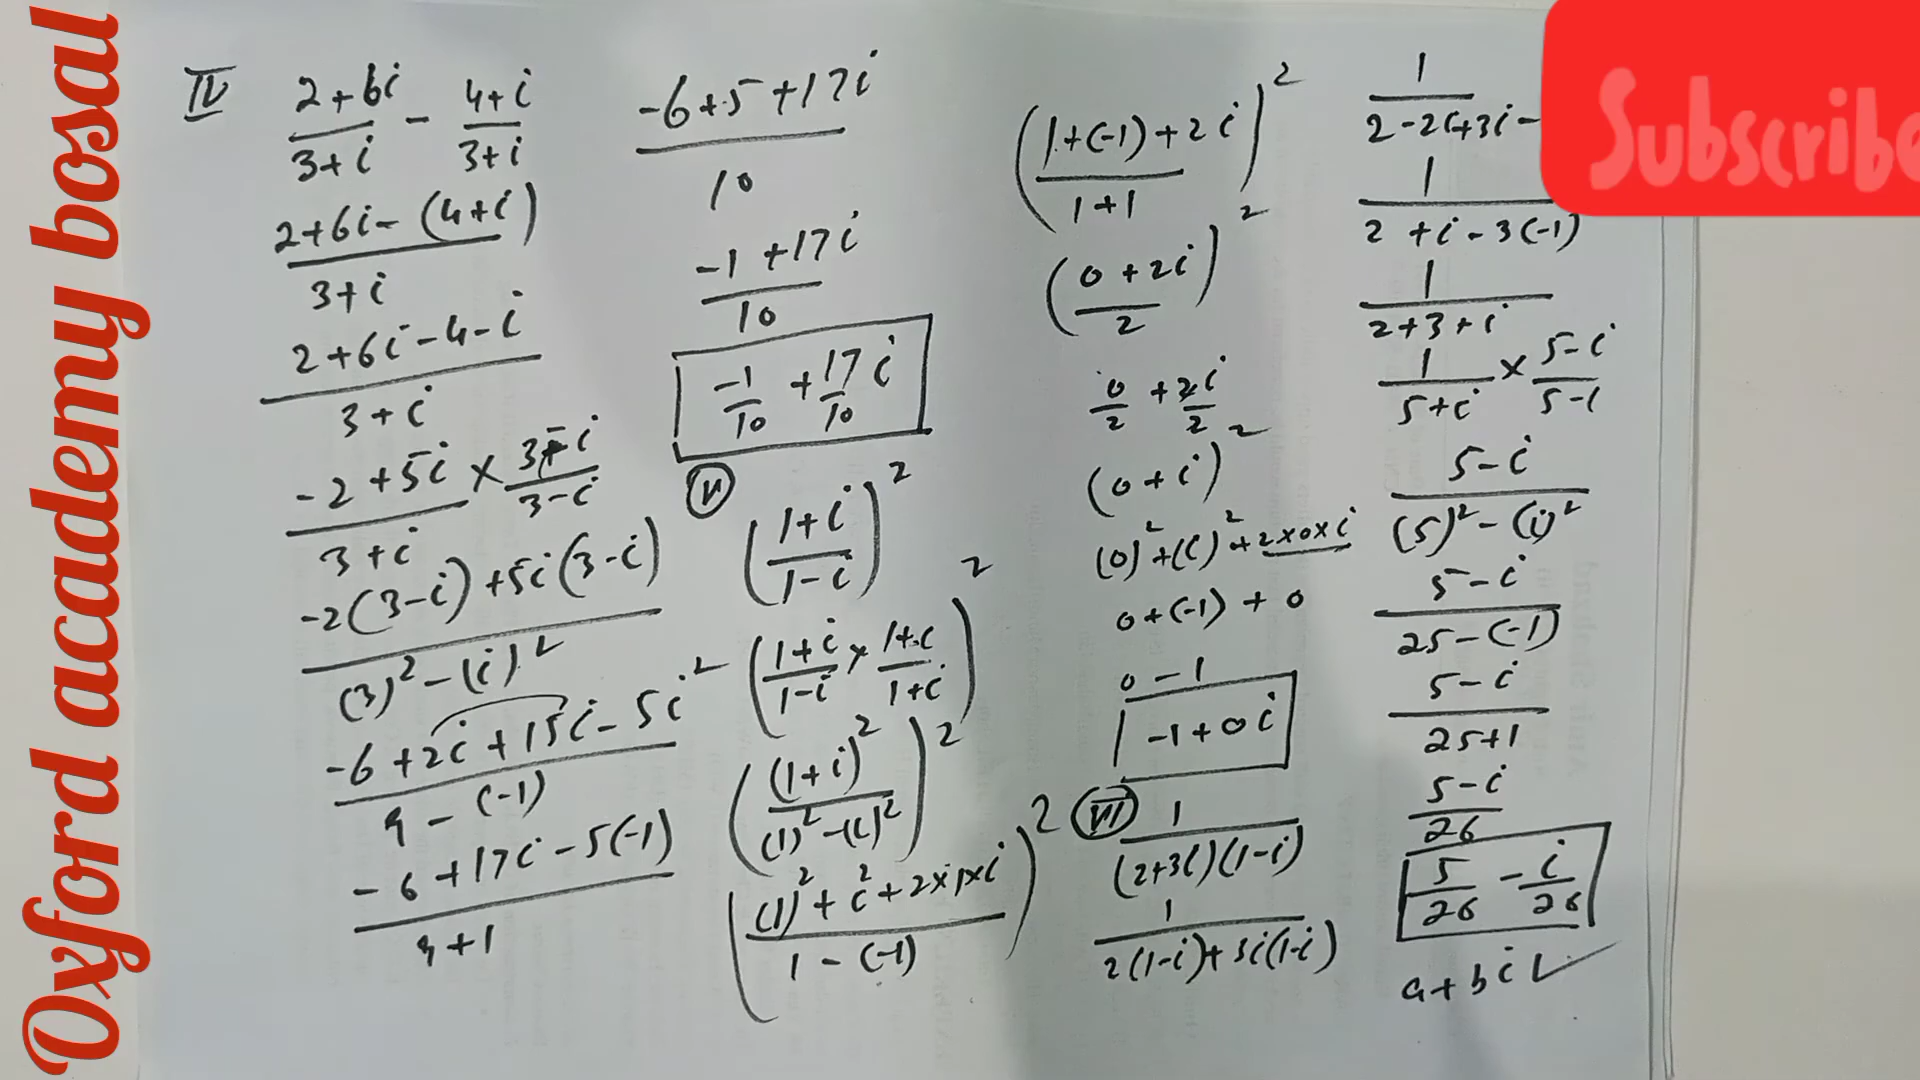 Oxford academy bosal
Subscribe
IV
2+6i/3+i - 4+i/3+i
2+6i-(4+i)/3+i
2+6i-4-i/3+i
-2+5i/3+i × 3-i/3-i
-2(3-i)+5i(3-i)/(3)²-(i)²
-6+2i+15i-5i²/9-(-1)
-6+17i-5(-1)/9+1
-6+5+17i/10
-1+17i/10
-1/10 + 17/10 i
V
(1+i/1-i)²
(1+i/1-i × 1+i/1+i)²
((1+i)²/(1)²-(i)²)²
((1)²+i²+2×1×i/1-(-1))²
(1+(-1)+2i/1+1)²
(0+2i/2)²
0/2 + 2i/2
(0+i)²
(0)²+(i)²+2×0×i
0+(-1)+0
0-1
-1+0i
VI
1/(2+3i)(1-i)
1/2(1-i)+3i(1-i)
1/2-2i+3i-
1/2+i-3(-1)
1/2+3+i
1/5+i × 5-i/5-i
5-i/(5)²-(i)²
5-i/25-(-1)
5-i/25+1
5-i/26
5/26 - i/26
a+bi